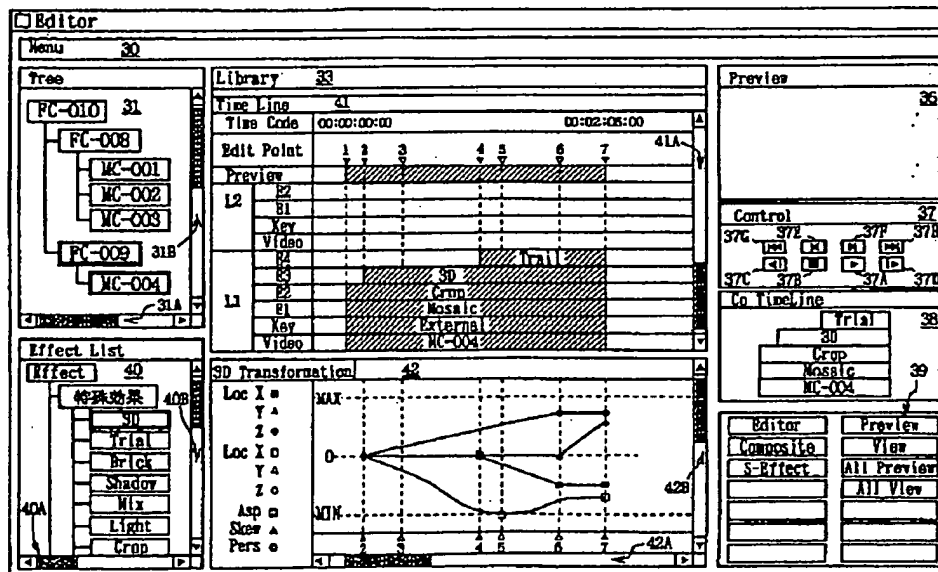 Editor
Menu 30
Tree
FC-010 31
FC-008
MC-001
MC-002
MC-003
FC-009 31B
MC-004
31A
Effect List
Effect 40
特殊効果 40B
3D
Trial
Brick
Shadow
Mix
Light
Crop
40A
Library 33
Time Line 41
Time Code 00:00:00:00 00:02:05:00
Edit Point 1 2 3 4 5 6 7 41A
Preview
L2
E2
E1
Key
Video
L1
E4 Trail
E3 3D
E2 Crop
E1 Mosaic
Key External
Video MC-004
3D Transformation 42
Loc X
Y
Z
Loc X
Y
Z
Asp
Skew
Pers
MAX
0
MIN
2 3 4 5 6 7
42A
42B
Preview
36
Control 37
37G 37E 37F 37H
37C 37B 37A 37D
Co TimeLine
38
Trial
3D
Crop
Mosaic
MC-004
39
Editor Preview
Composite View
S-Effect All Preview
All View